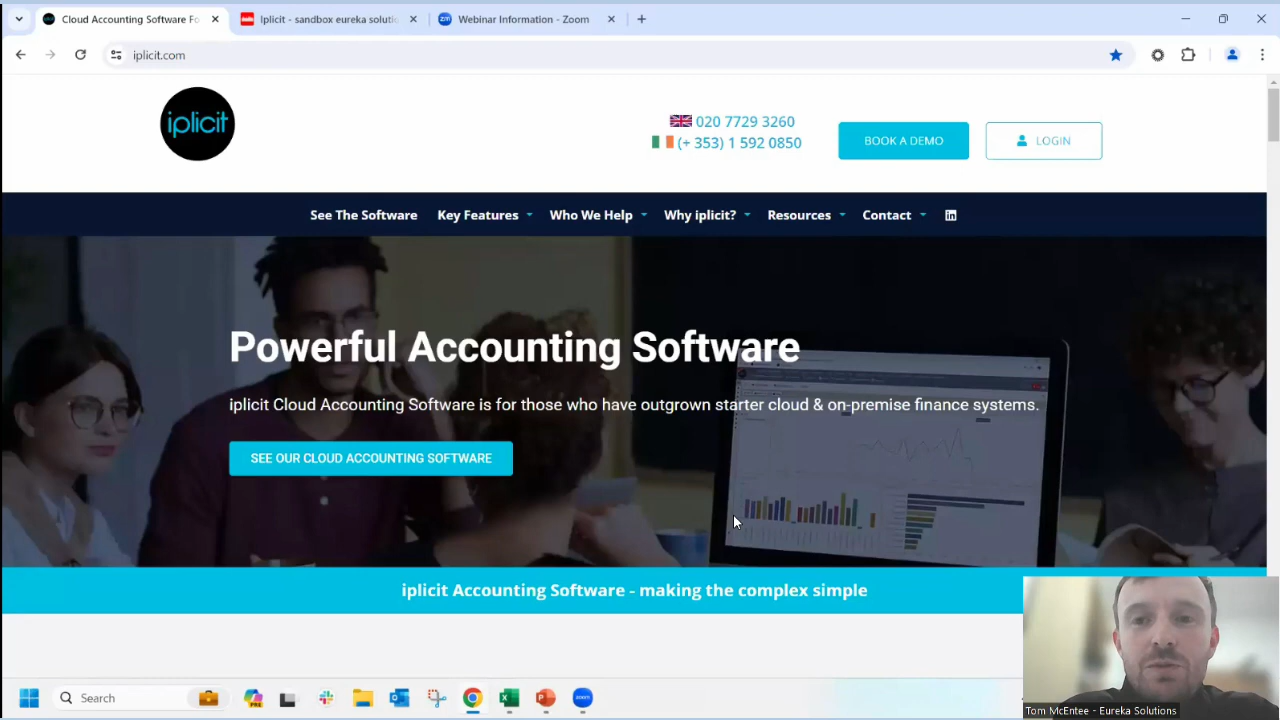 Cloud Accounting Software Fo
Iplicit - sandbox eureka soluti
Webinar Information - Zoom
iplicit.com
iplicit
020 7729 3260
(+ 353) 1 592 0850
BOOK A DEMO
LOGIN
See The Software
Key Features
Who We Help
Why iplicit?
Resources
Contact
Powerful Accounting Software
iplicit Cloud Accounting Software is for those who have outgrown starter cloud & on-premise finance systems.
SEE OUR CLOUD ACCOUNTING SOFTWARE
iplicit Accounting Software - making the complex simple
Search
Tom McEntee - Eureka Solutions